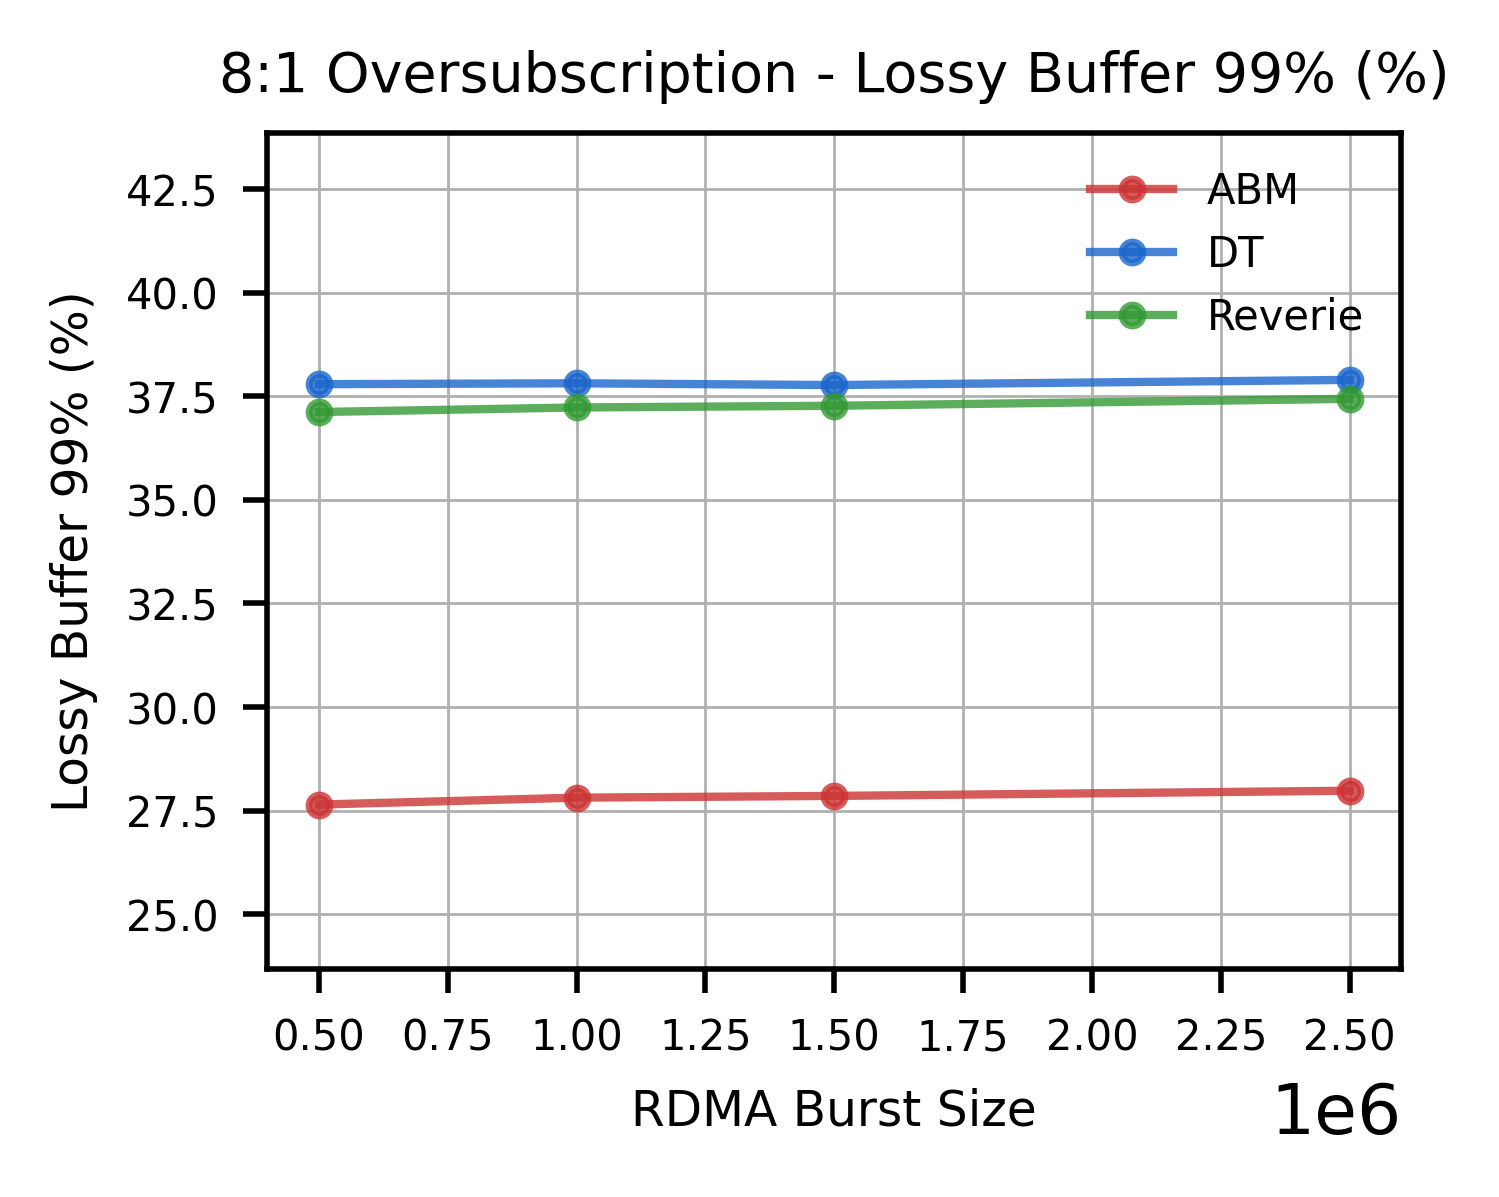 8:1 Oversubscription - Lossy Buffer 99% (%)
Lossy Buffer 99% (%)
42.5
40.0
37.5
35.0
32.5
30.0
27.5
25.0
ABM
DT
Reverie
0.50 0.75 1.00 1.25 1.50 1.75 2.00 2.25 2.50
RDMA Burst Size
1e6